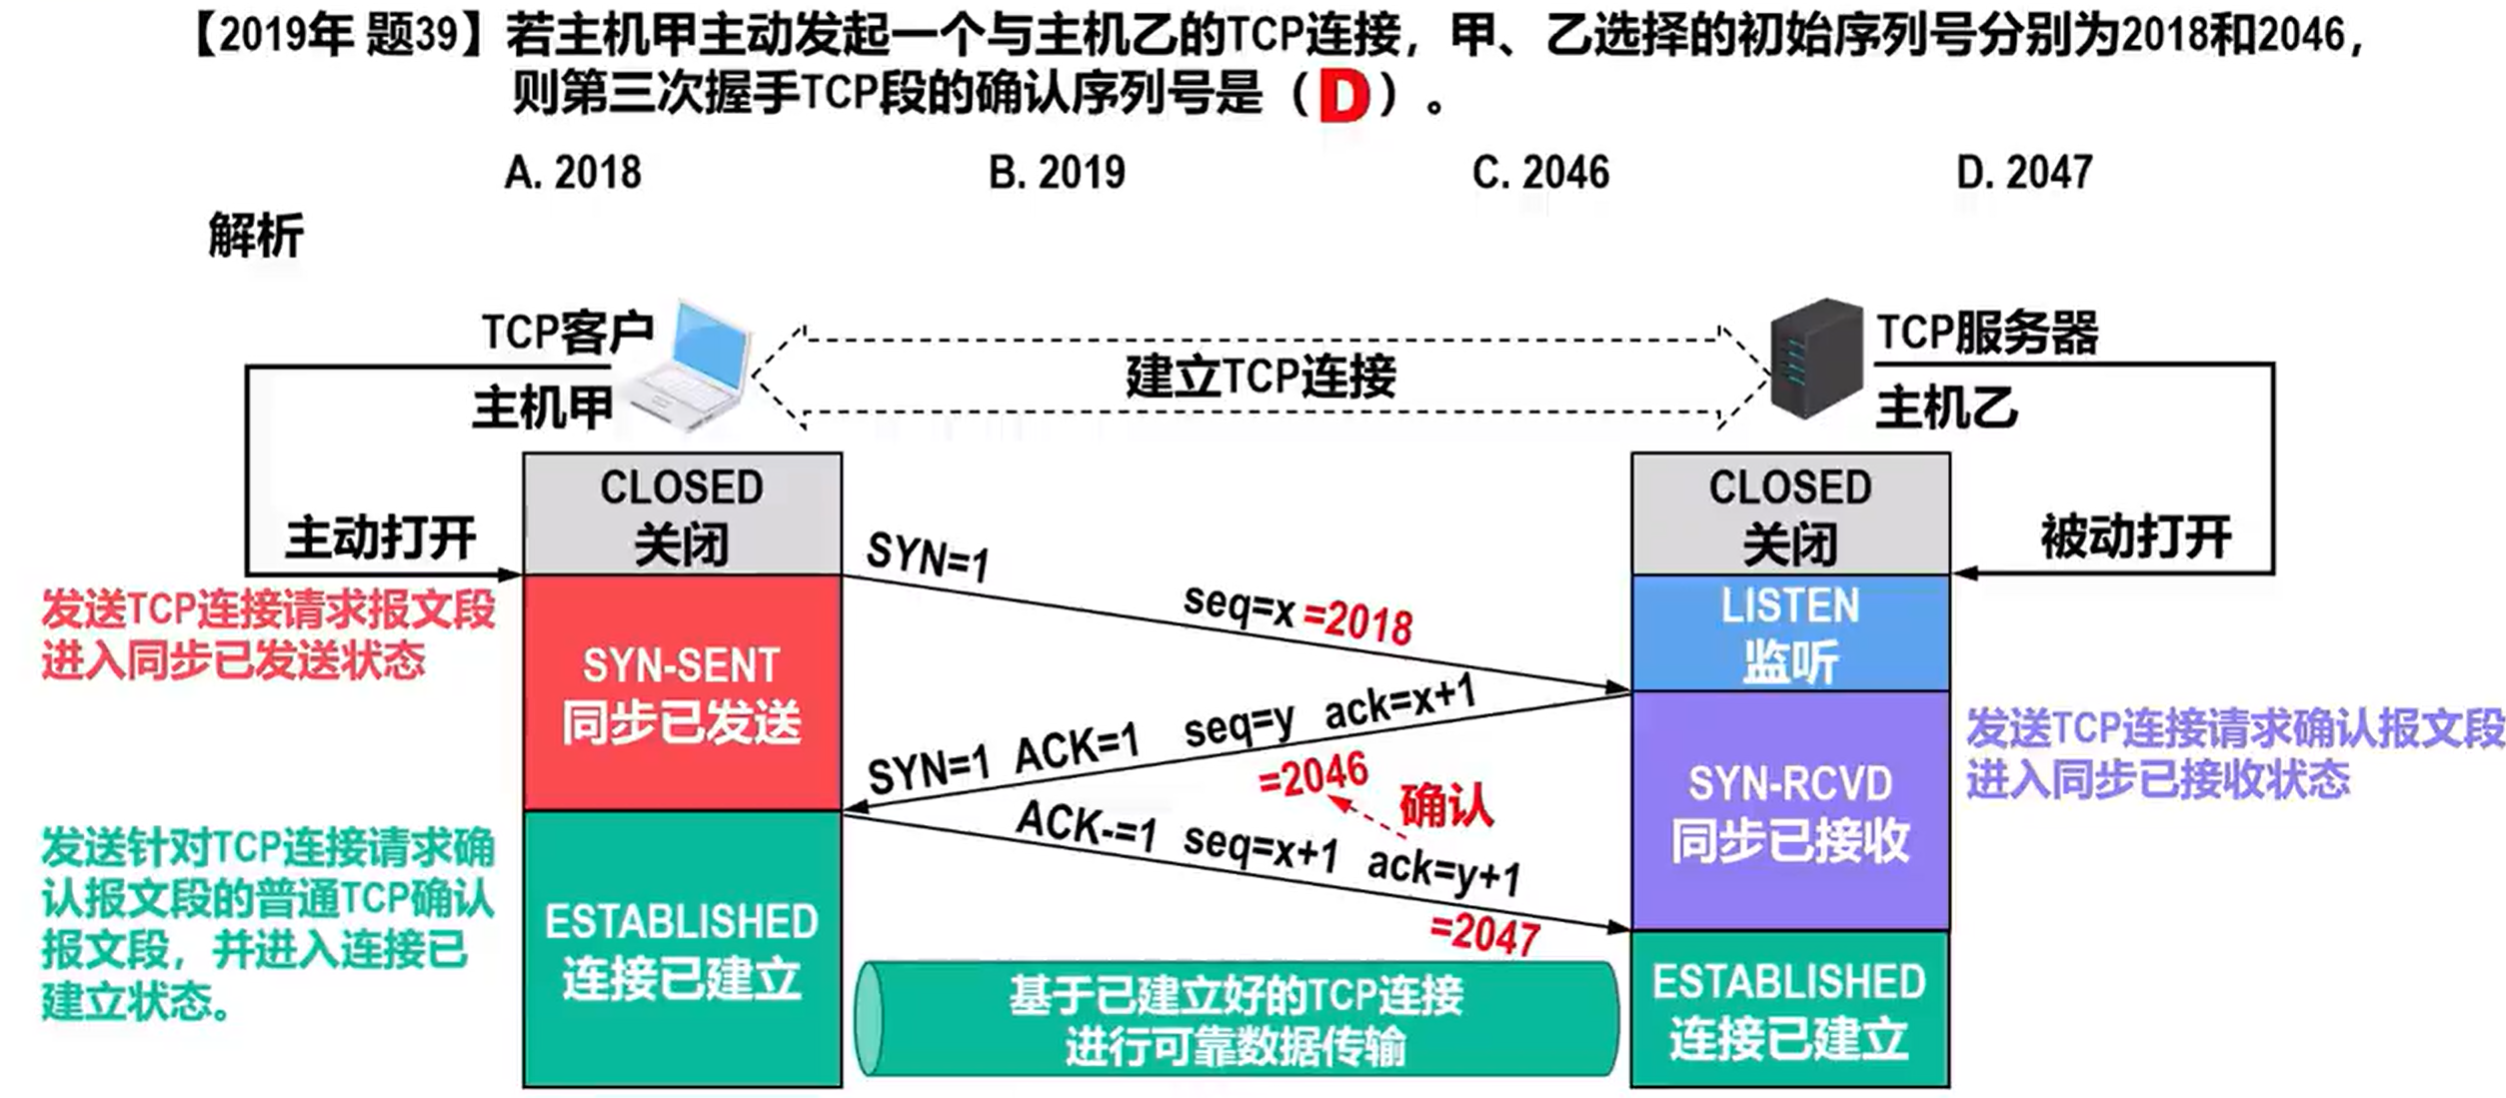 【2019年 题39】若主机甲主动发起一个与主机乙的TCP连接，甲、乙选择的初始序列号分别为2018和2046，
则第三次握手TCP段的确认序列号是（D）。
A. 2018 B. 2019 C. 2046 D. 2047
解析
TCP客户
主机甲
建立TCP连接
TCP服务器
主机乙
主动打开
CLOSED
关闭
CLOSED
关闭
被动打开
发送TCP连接请求报文段
进入同步已发送状态
SYN-SENT
同步已发送
SYN=1
seq=x =2018
LISTEN
监听
SYN=1 ACK=1 seq=y ack=x+1
=2046
确认
SYN-RCVD
同步已接收
发送TCP连接请求确认报文段
进入同步已接收状态
ACK-=1 seq=x+1 ack=y+1
=2047
发送针对TCP连接请求确
认报文段的普通TCP确认
报文段，并进入连接已
建立状态。
ESTABLISHED
连接已建立
基于已建立好的TCP连接
进行可靠数据传输
ESTABLISHED
连接已建立